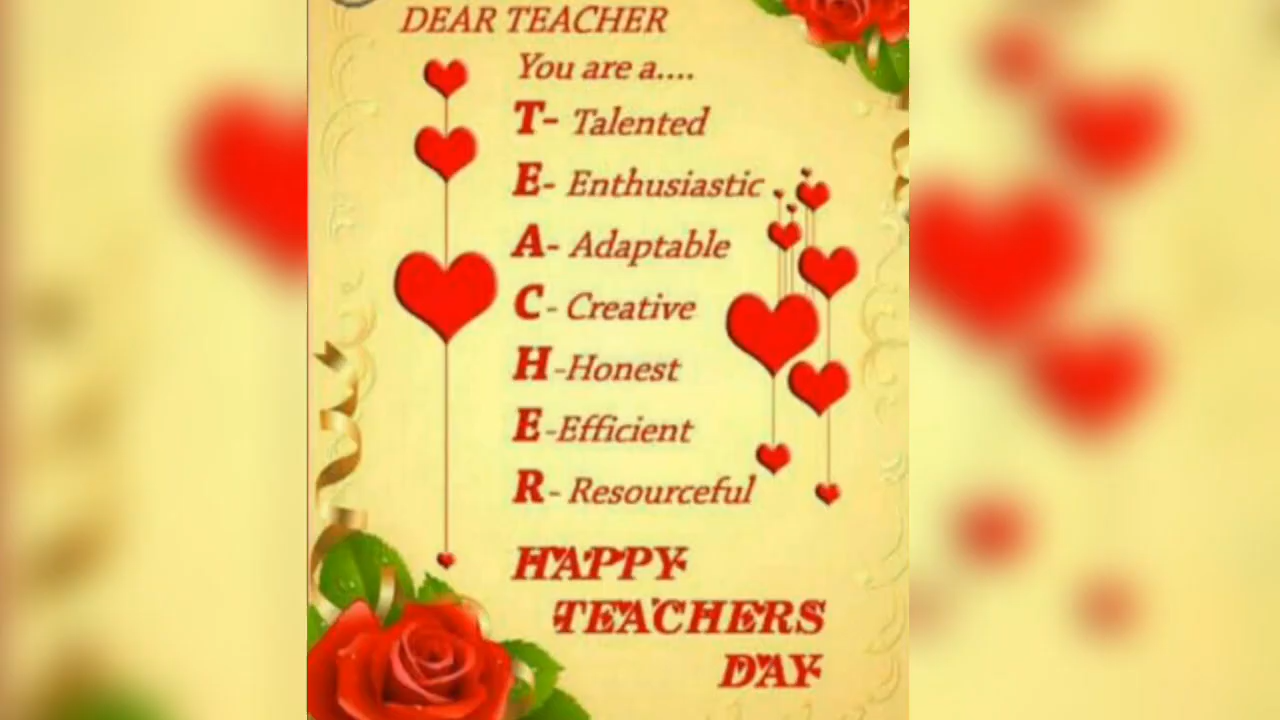 DEAR TEACHER
You are a....
T- Talented
E- Enthusiastic
A- Adaptable
C- Creative
H -Honest
E -Efficient
R - Resourceful
HAPPY
TEACHERS
DAY